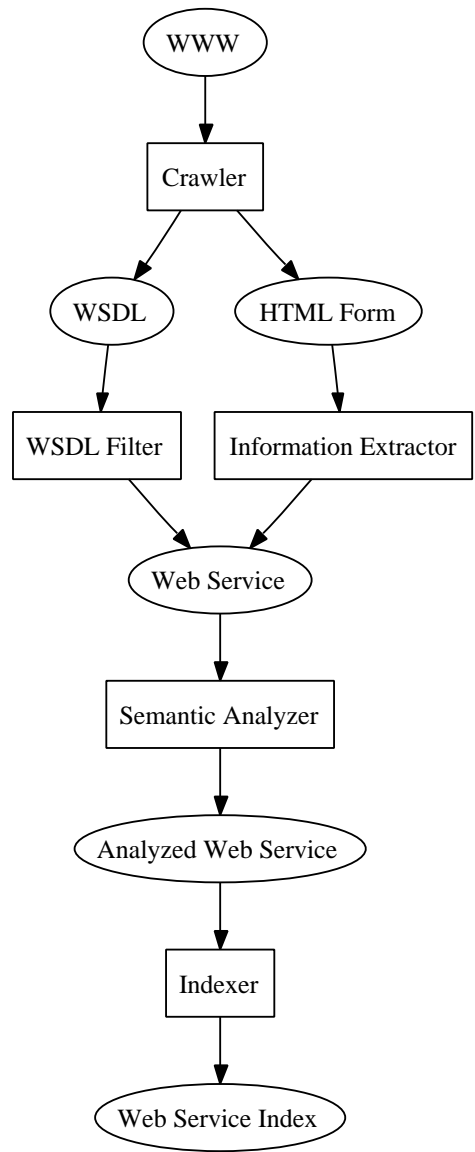 WWW
Crawler
WSDL
HTML Form
WSDL Filter
Information Extractor
Web Service
Semantic Analyzer
Analyzed Web Service
Indexer
Web Service Index